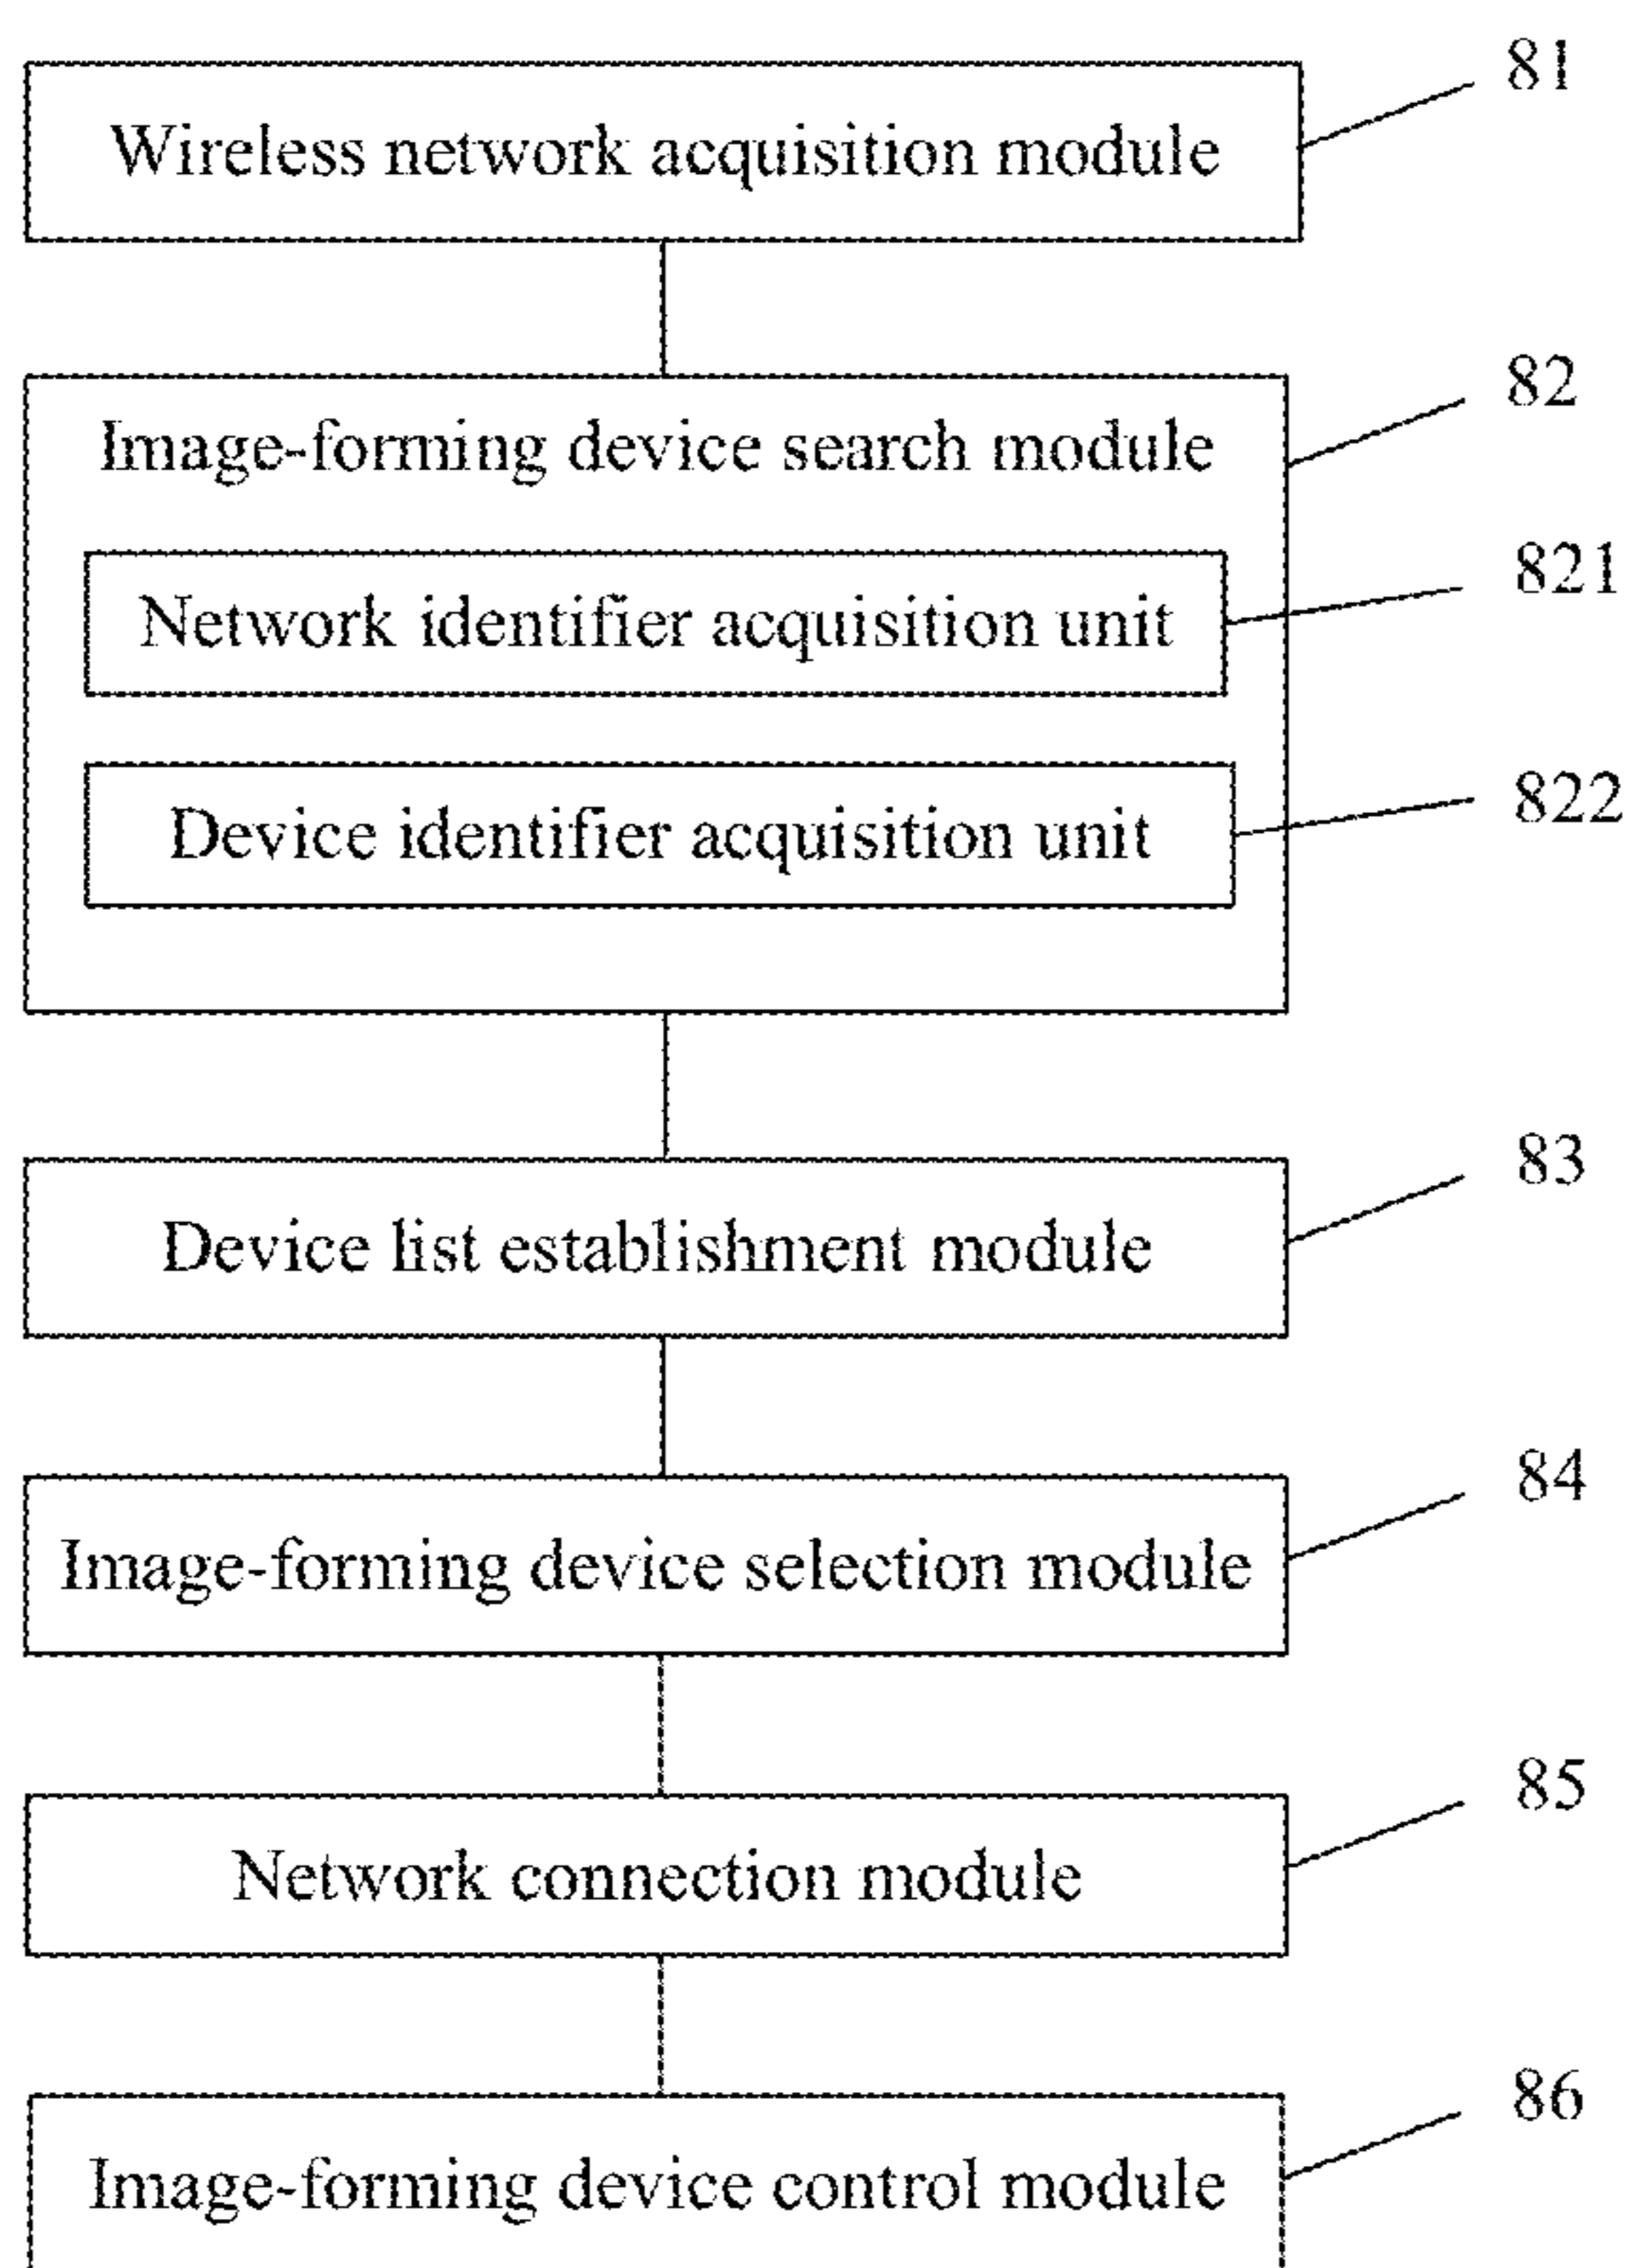 81
Wireless network acquisition module
82
Image-forming device search module
821
Network identifier acquisition unit
822
Device identifier acquisition unit
83
Device list establishment module
84
Image-forming device selection module
85
Network connection module
86
Image-forming device control module